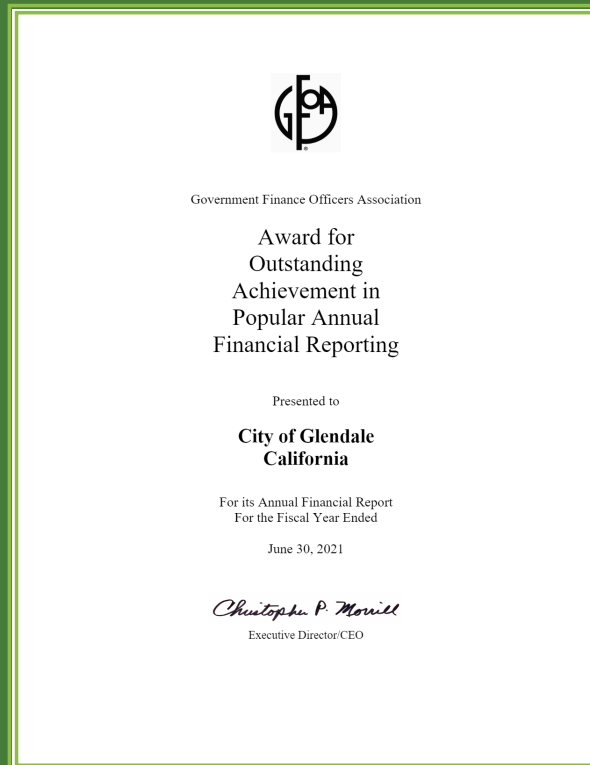 GFOA
Government Finance Officers Association
Award for
Outstanding
Achievement in
Popular Annual
Financial Reporting
Presented to
City of Glendale
California
For its Annual Financial Report
For the Fiscal Year Ended
June 30, 2021
Christopher P. Morrill
Executive Director/CEO